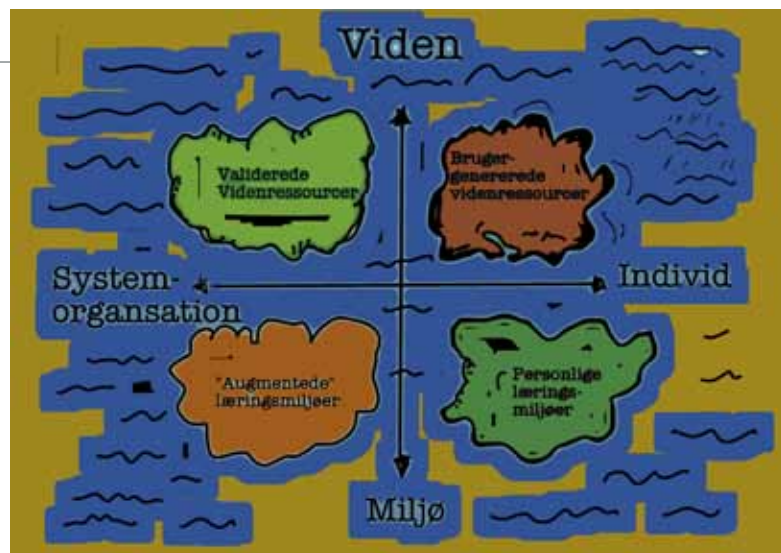 Viden
Validerede
Videnressourcer
Bruger-
genererede
videnressourcer
System-
organsation
Individ
"Augmentede"
læringsmiljøer
Personlige
lærings-
miljøer
Miljø